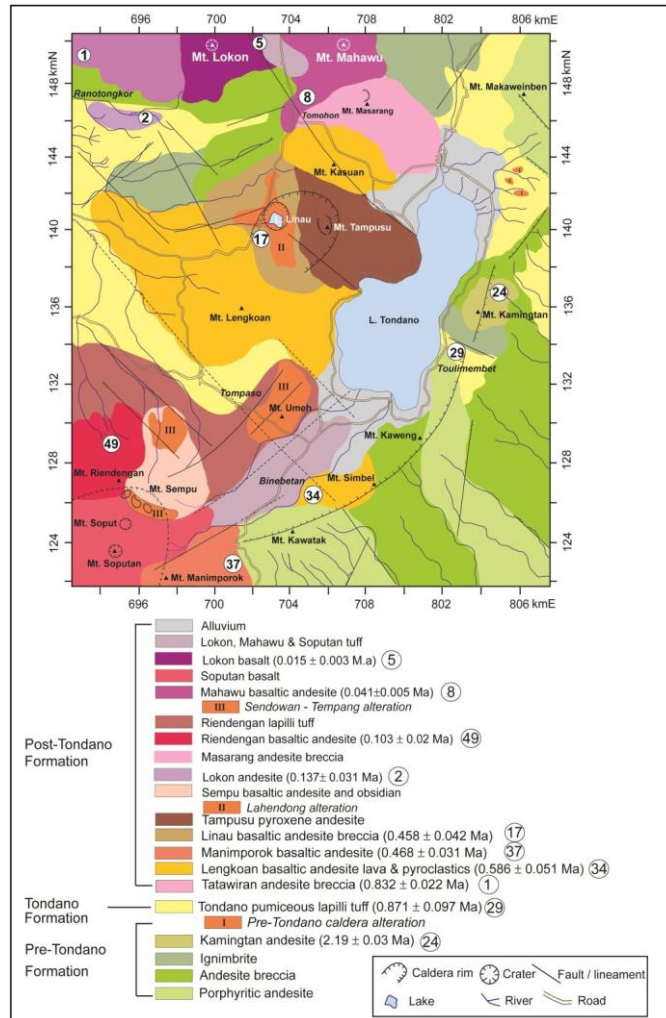 696 700 704 708 802 806 kmE
148 kmN
144
140
136
132
128
124
148
144
140
136
132
128
124
1
5
Mt. Lokon
Mt. Mahawu
Ranotongkor
2
8
Tomohon
Mt. Masarang
Mt. Makaweinben
Mt. Kasuan
I
L. Linau
17
II
Mt. Tampusu
24
Mt. Lengkoan
L. Tondano
Mt. Kamingtan
29
Toulimembet
Tompaso
III
Mt. Umeh
III
49
Mt. Kaweng
Mt. Riendengan
Mt. Sempu
Binebetan
Mt. Simbel
III
34
Mt. Soput
Mt. Kawatak
Mt. Soputan
37
Mt. Manimporok
696 700 704 708 802 806 kmE
Post-Tondano
Formation
Alluvium
Lokon, Mahawu & Soputan tuff
Lokon basalt (0.015 ± 0.003 M.a) 5
Soputan basalt
Mahawu basaltic andesite (0.041±0.005 Ma) 8
III Sendowan - Tempang alteration
Riendengan lapilli tuff
Riendengan basaltic andesite (0.103 ± 0.02 Ma) 49
Masarang andesite breccia
Lokon andesite (0.137± 0.031 Ma) 2
Sempu basaltic andesite and obsidian
II Lahendong alteration
Tampusu pyroxene andesite
Linau basaltic andesite breccia (0.458 ± 0.042 Ma) 17
Manimporok basaltic andesite (0.468 ± 0.031 Ma) 37
Lengkoan basaltic andesite lava & pyroclastics (0.586 ± 0.051 Ma) 34
Tatawiran andesite breccia (0.832 ± 0.022 Ma) 1
Tondano
Formation
Tondano pumiceous lapilli tuff (0.871 ± 0.097 Ma) 29
Pre-Tondano
Formation
I Pre-Tondano caldera alteration
Kamingtan andesite (2.19 ± 0.03 Ma) 24
Ignimbrite
Andesite breccia
Porphyritic andesite
Caldera rim Crater Fault / lineament
Lake River Road